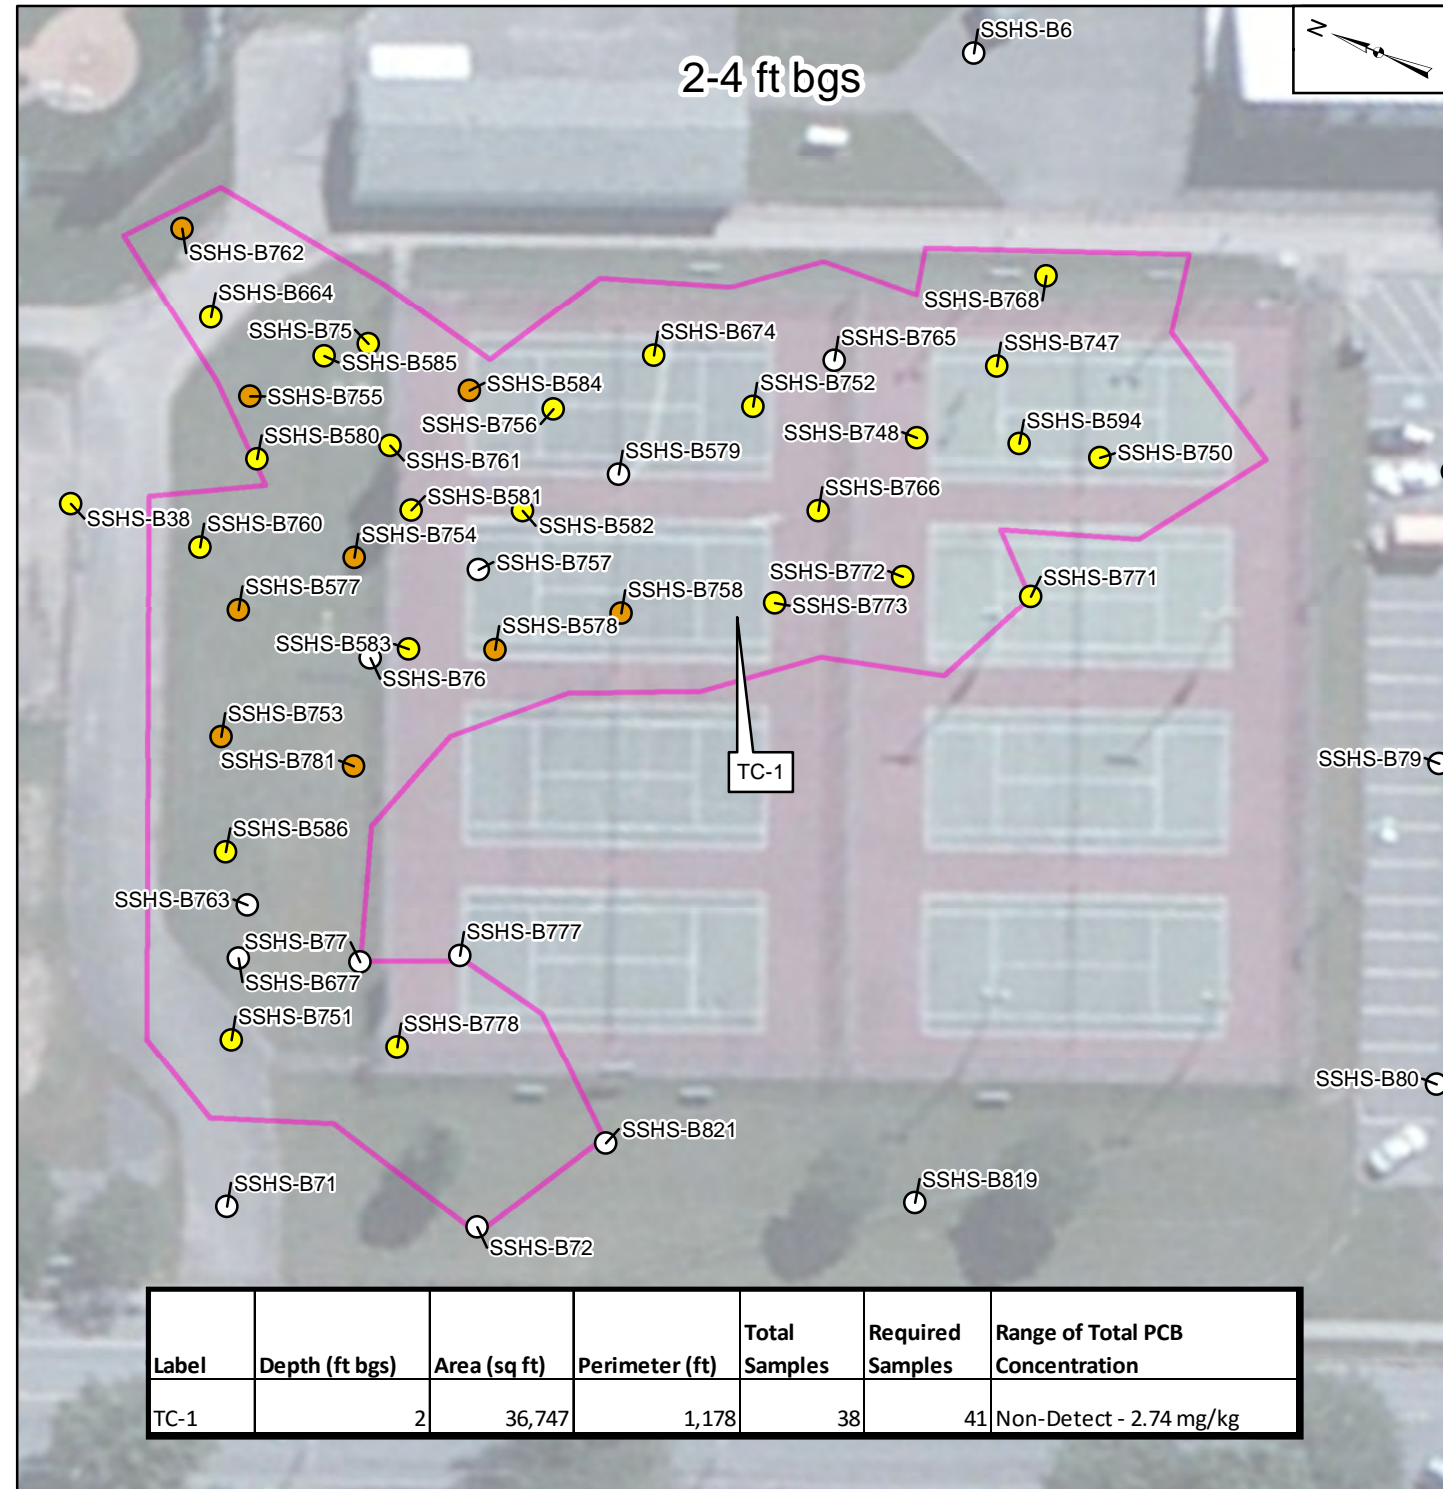 SSHS-B6
N
2-4 ft bgs
SSHS-B762
SSHS-B664
SSHS-B75
SSHS-B585
SSHS-B755
SSHS-B584
SSHS-B756
SSHS-B674
SSHS-B765
SSHS-B768
SSHS-B747
SSHS-B752
SSHS-B748
SSHS-B594
SSHS-B750
SSHS-B580
SSHS-B761
SSHS-B579
SSHS-B38
SSHS-B760
SSHS-B581
SSHS-B582
SSHS-B766
SSHS-B754
SSHS-B757
SSHS-B577
SSHS-B758
SSHS-B772
SSHS-B773
SSHS-B771
SSHS-B578
SSHS-B583
SSHS-B76
SSHS-B753
SSHS-B781
TC-1
SSHS-B79
SSHS-B586
SSHS-B763
SSHS-B77
SSHS-B777
SSHS-B677
SSHS-B751
SSHS-B778
SSHS-B80
SSHS-B821
SSHS-B71
SSHS-B819
SSHS-B72
Label Depth (ft bgs) Area (sq ft) Perimeter (ft) Total Samples Required Samples Range of Total PCB Concentration
TC-1 2 36,747 1,178 38 41 Non-Detect - 2.74 mg/kg